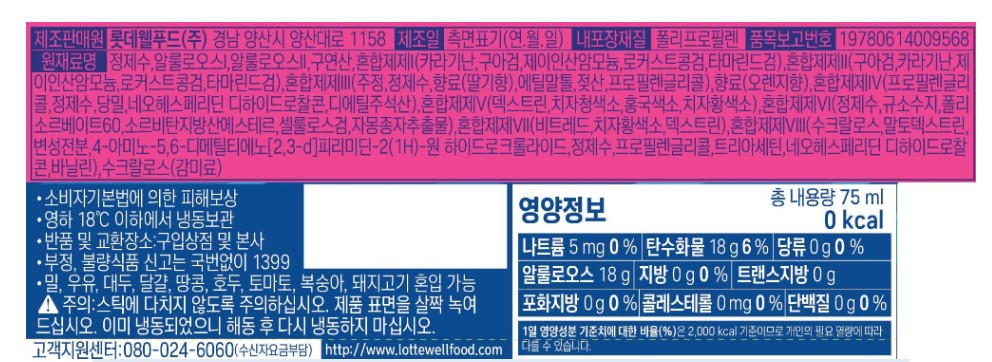 제조판매원 롯데웰푸드(주) 경남 양산시 양산대로 1158 제조일 측면표기(연.월.일) 내포장재질 폴리프로필렌 품목보고번호 19780614009568
원재료명 정제수,알룰로오스I,알룰로오스II,구연산,혼합제제I(카라기난,구아검,제이인산암모늄,로커스트콩검,타마린드검),혼합제제II(구아검,카라기난,제
이인산암모늄,로커스트콩검,타마린드검),혼합제제III(주정,정제수,향료(딸기향),에틸말톨,젖산,프로필렌글리콜),향료(오렌지향),혼합제제IV(프로필렌글리
콜,정제수,당밀,네오헤스페리딘 디하이드로찰콘,디에틸주석산),혼합제제V(덱스트린,치자청색소,홍국색소,치자황색소),혼합제제VI(정제수,규소수지,폴리
소르베이트60,소르비탄지방산에스테르,셀룰로스검,자몽종자추출물),혼합제제VII(비트레드,치자황색소,덱스트린),혼합제제VIII(수크랄로스,말토덱스트린,
변성전분,4-아미노-5,6-디메틸티에노[2,3-d]피리미딘-2(1H)-원 하이드로크롤라이드,정제수,프로필렌글리콜,트리아세틴,네오헤스페리딘 디하이드로찰
콘,바닐린),수크랄로스(감미료)
•소비자기본법에 의한 피해보상
•영하 18℃ 이하에서 냉동보관
•반품 및 교환장소:구입상점 및 본사
•부정, 불량식품 신고는 국번없이 1399
•밀, 우유, 대두, 달걀, 땅콩, 호두, 토마토, 복숭아, 돼지고기 혼입 가능
⚠ 주의:스틱에 다치지 않도록 주의하십시오. 제품 표면을 살짝 녹여
드십시오. 이미 냉동되었으니 해동 후 다시 냉동하지 마십시오.
고객지원센터:080-024-6060(수신자요금부담) http://www.lottewellfood.com
영양정보
총 내용량 75 ml
0 kcal
나트륨 5 mg 0 % 탄수화물 18 g 6 % 당류 0 g 0 %
알룰로오스 18 g 지방 0 g 0 % 트랜스지방 0 g
포화지방 0 g 0 % 콜레스테롤 0 mg 0 % 단백질 0 g 0 %
1일 영양성분 기준치에 대한 비율(%)은 2,000 kcal 기준이므로 개인의 필요 열량에 따라
다를 수 있습니다.